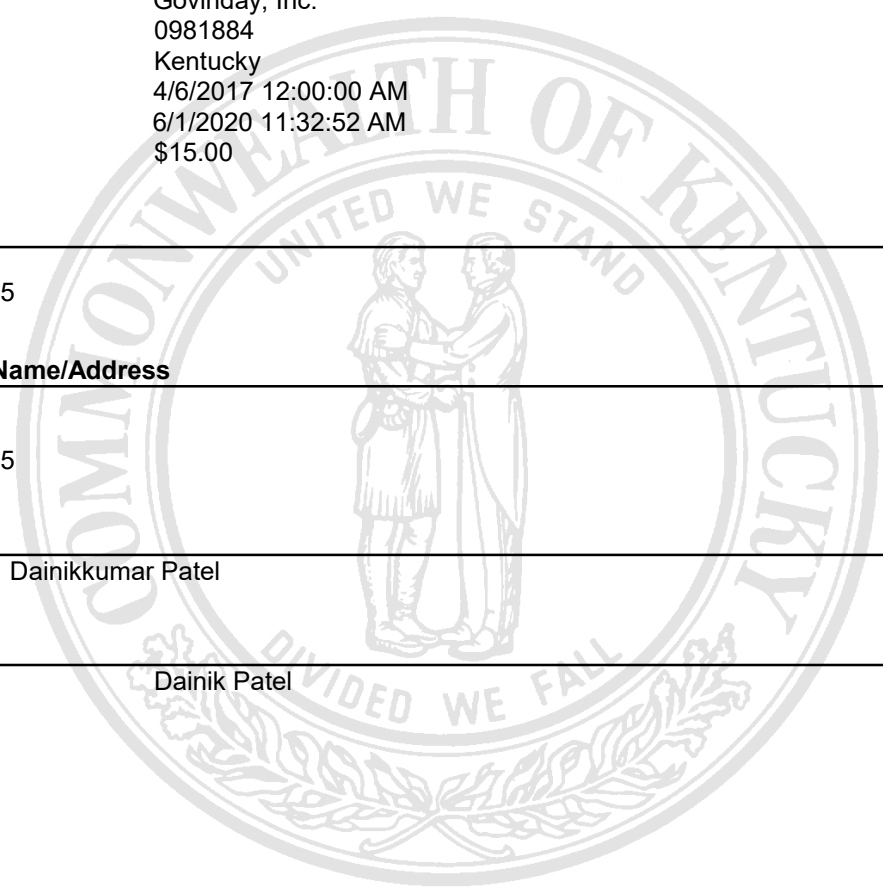 Govinday, Inc.
0981884
Kentucky
4/6/2017 12:00:00 AM
6/1/2020 11:32:52 AM
$15.00
5
Name/Address
5
Dainikkumar Patel
Dainik Patel
COMMONWEALTH OF KENTUCKY
UNITED WE STAND
DIVIDED WE FALL